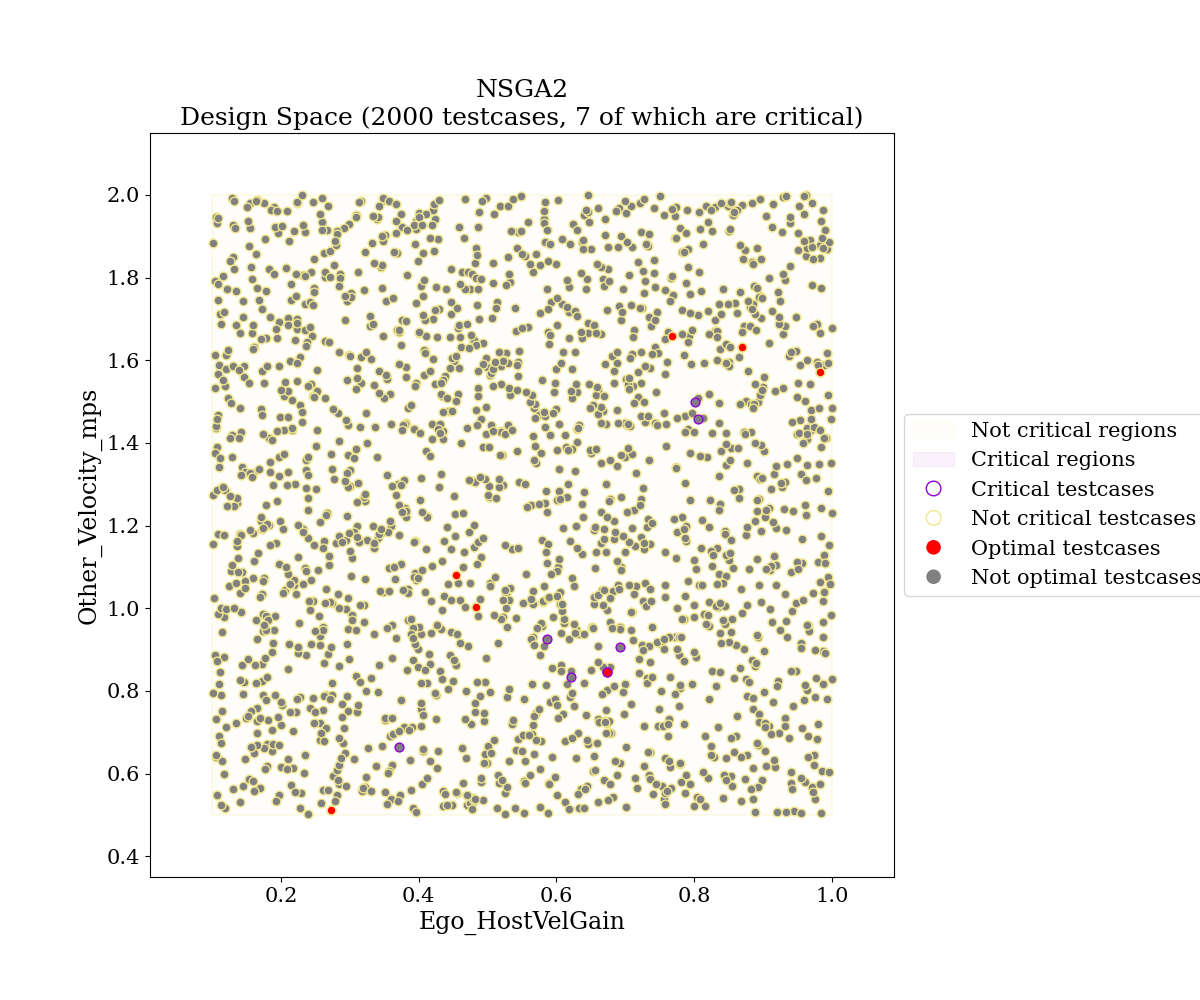 NSGA2
Design Space (2000 testcases, 7 of which are critical)
Other_Velocity_mps
2.0
1.8
1.6
1.4
1.2
1.0
0.8
0.6
0.4
0.2
0.4
0.6
0.8
1.0
Ego_HostVelGain
Not critical regions
Critical regions
Critical testcases
Not critical testcases
Optimal testcases
Not optimal testcases